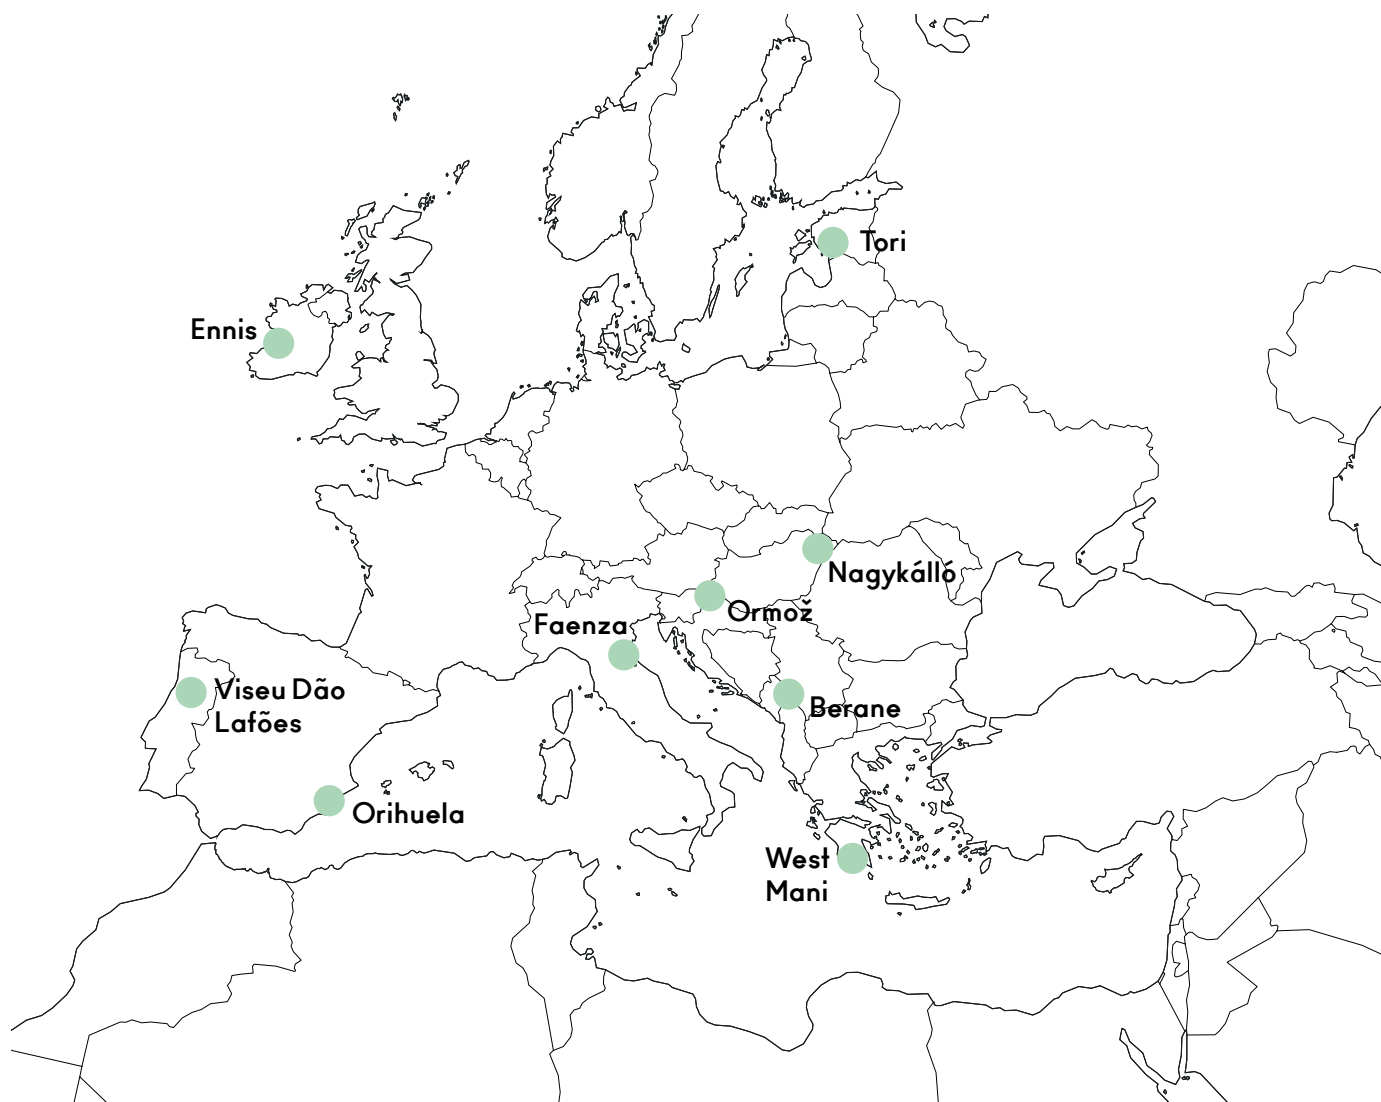 Tori
Ennis
Nagykálló
Ormož
Faenza
Viseu Dão
Lafões
Berane
Orihuela
West
Mani